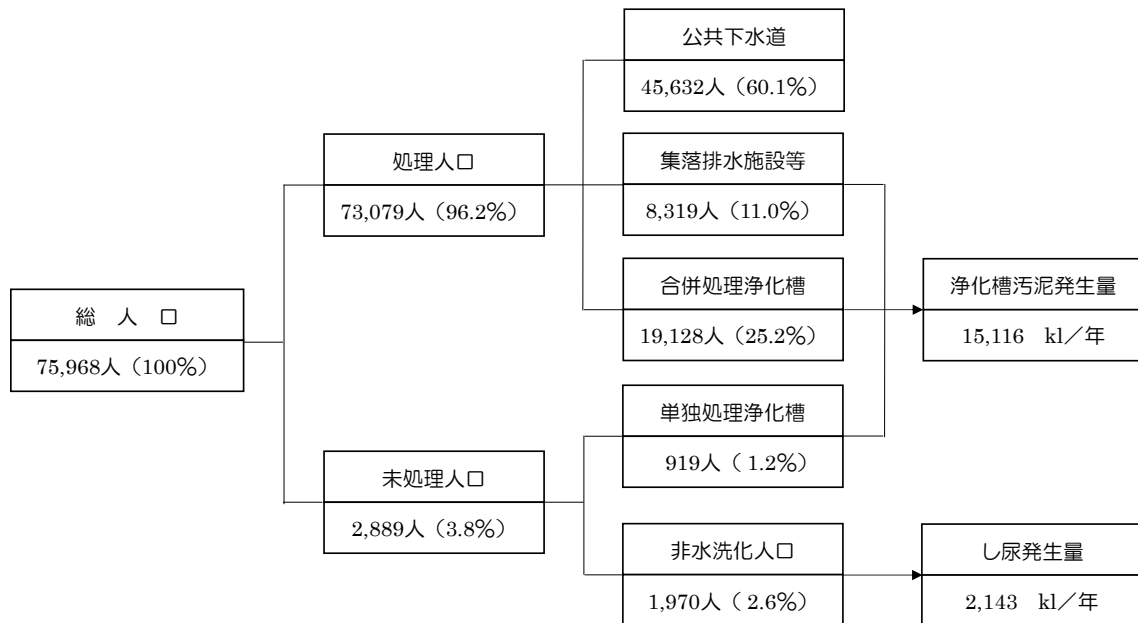 公共下水道
45,632人（60.1％）
処理人口
73,079人（96.2％）
集落排水施設等
8,319人（11.0％）
総　人　口
75,968人（100％）
合併処理浄化槽
19,128人（25.2％）
浄化槽汚泥発生量
15,116　kl／年
未処理人口
2,889人（3.8％）
単独処理浄化槽
919人（ 1.2％）
非水洗化人口
1,970人（ 2.6％）
し尿発生量
2,143　kl／年